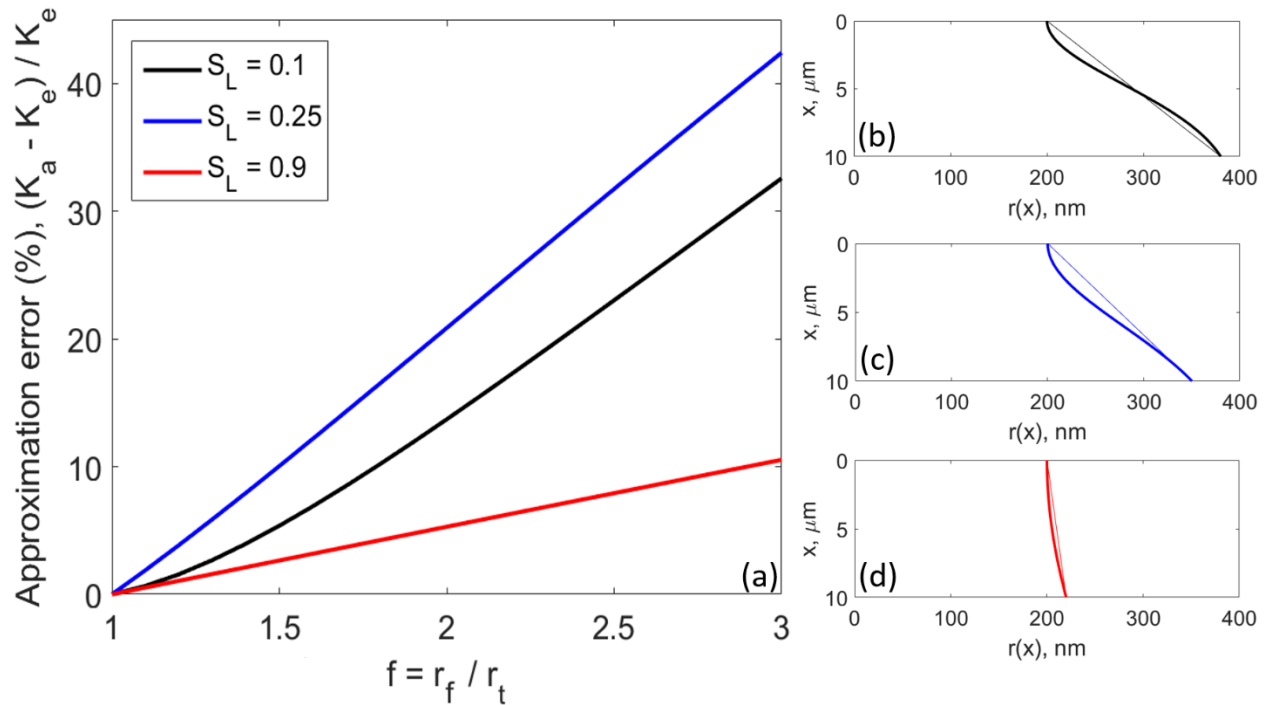 Approximation error (%), (K_a - K_e) / K_e
40
30
20
10
0
S_L = 0.1
S_L = 0.25
S_L = 0.9
(a)
1
1.5
2
2.5
3
f = r_f / r_t
x, μm
0
5
10
(b)
0
100
200
300
400
r(x), nm
x, μm
0
5
10
(c)
0
100
200
300
400
r(x), nm
x, μm
0
5
10
(d)
0
100
200
300
400
r(x), nm